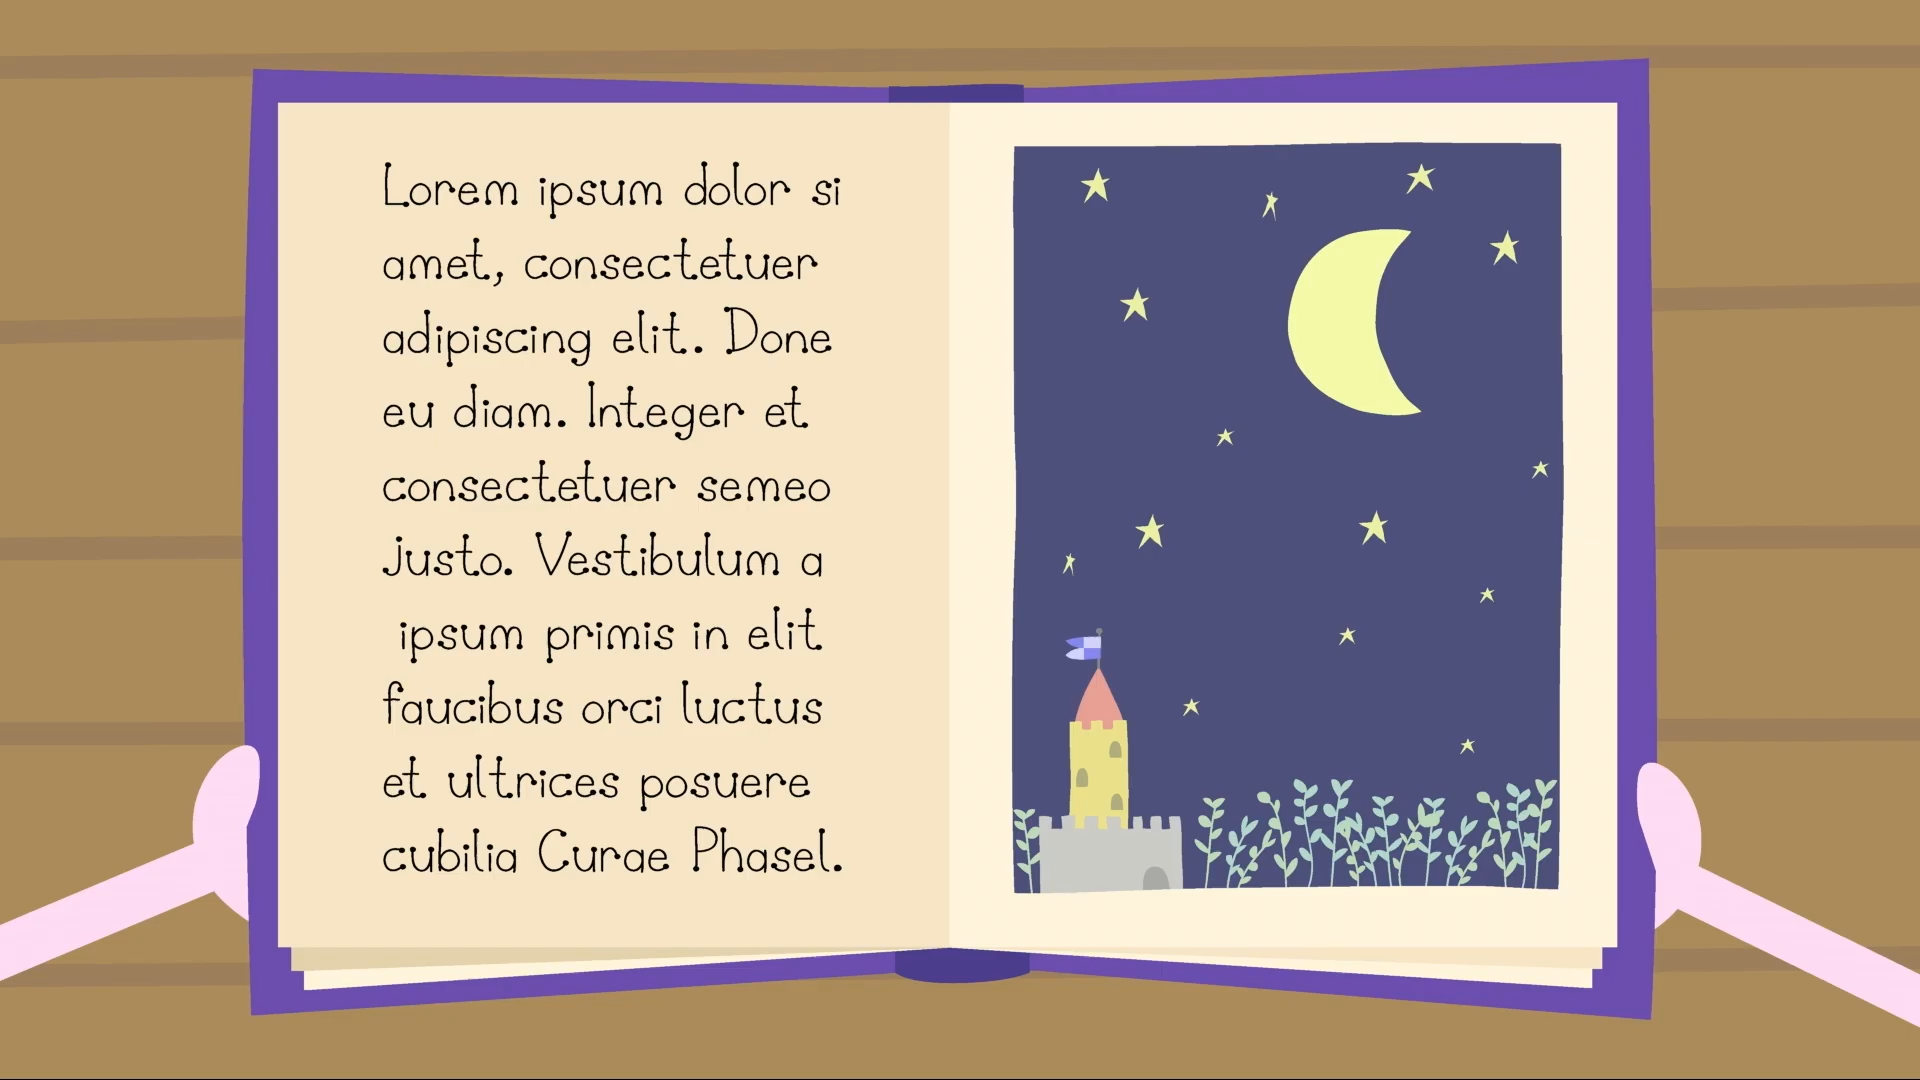 Lorem ipsum dolor si
amet, consectetuer
adipiscing elit. Done
eu diam. Integer et
consectetuer semeo
justo. Vestibulum a
ipsum primis in elit
faucibus orci luctus
et ultrices posuere
cubilia Curae Phasel.